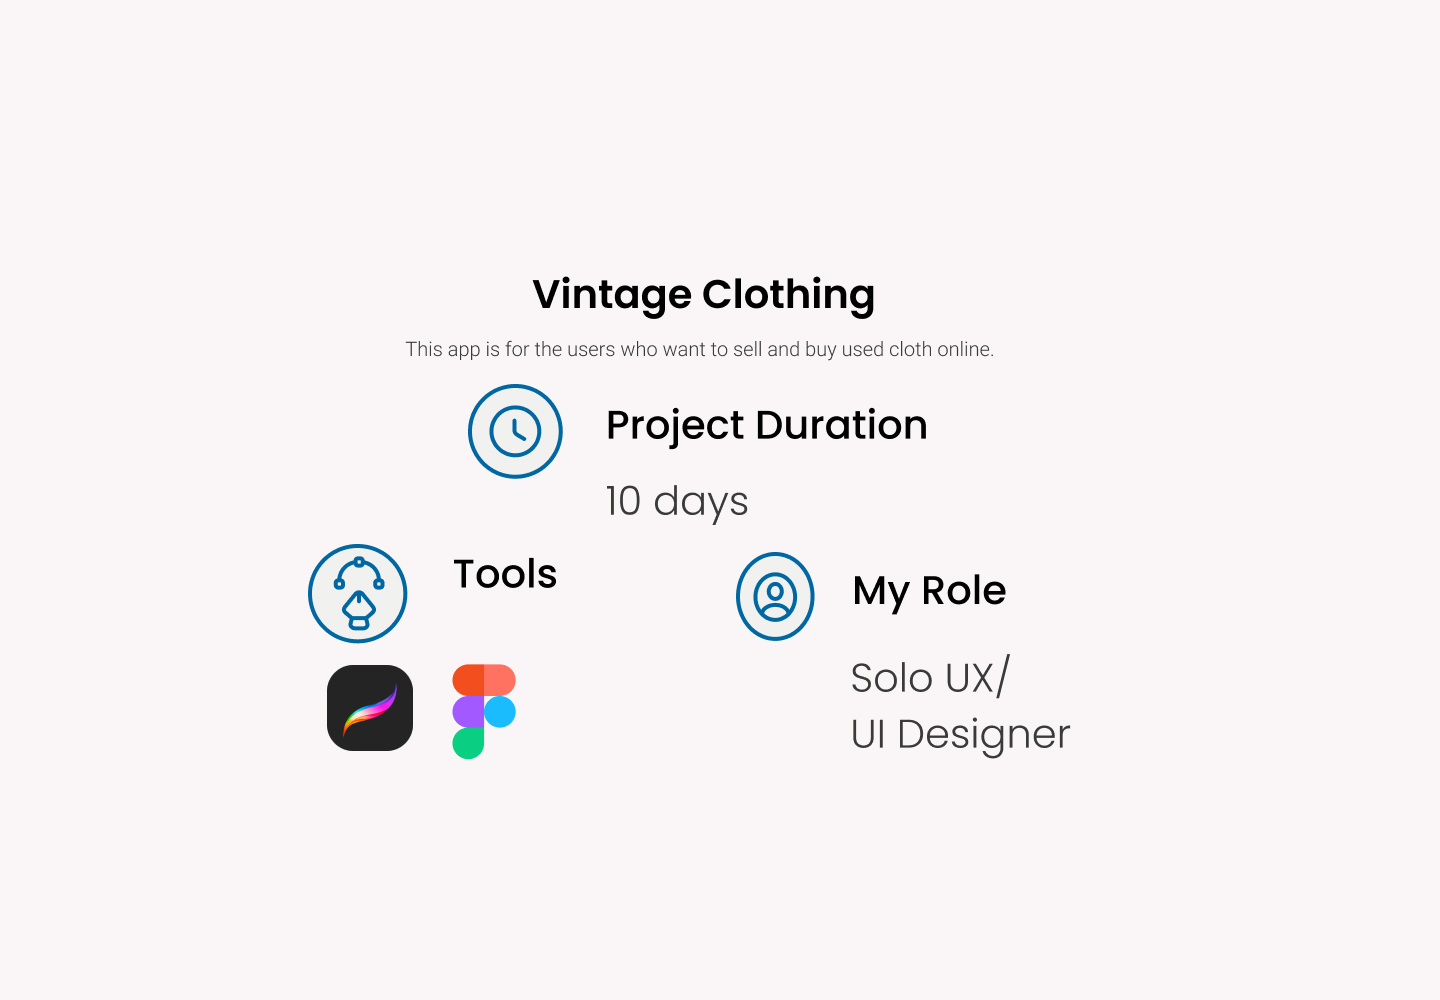 Vintage Clothing
This app is for the users who want to sell and buy used cloth online.
Project Duration
10 days
Tools
My Role
Solo UX/
UI Designer